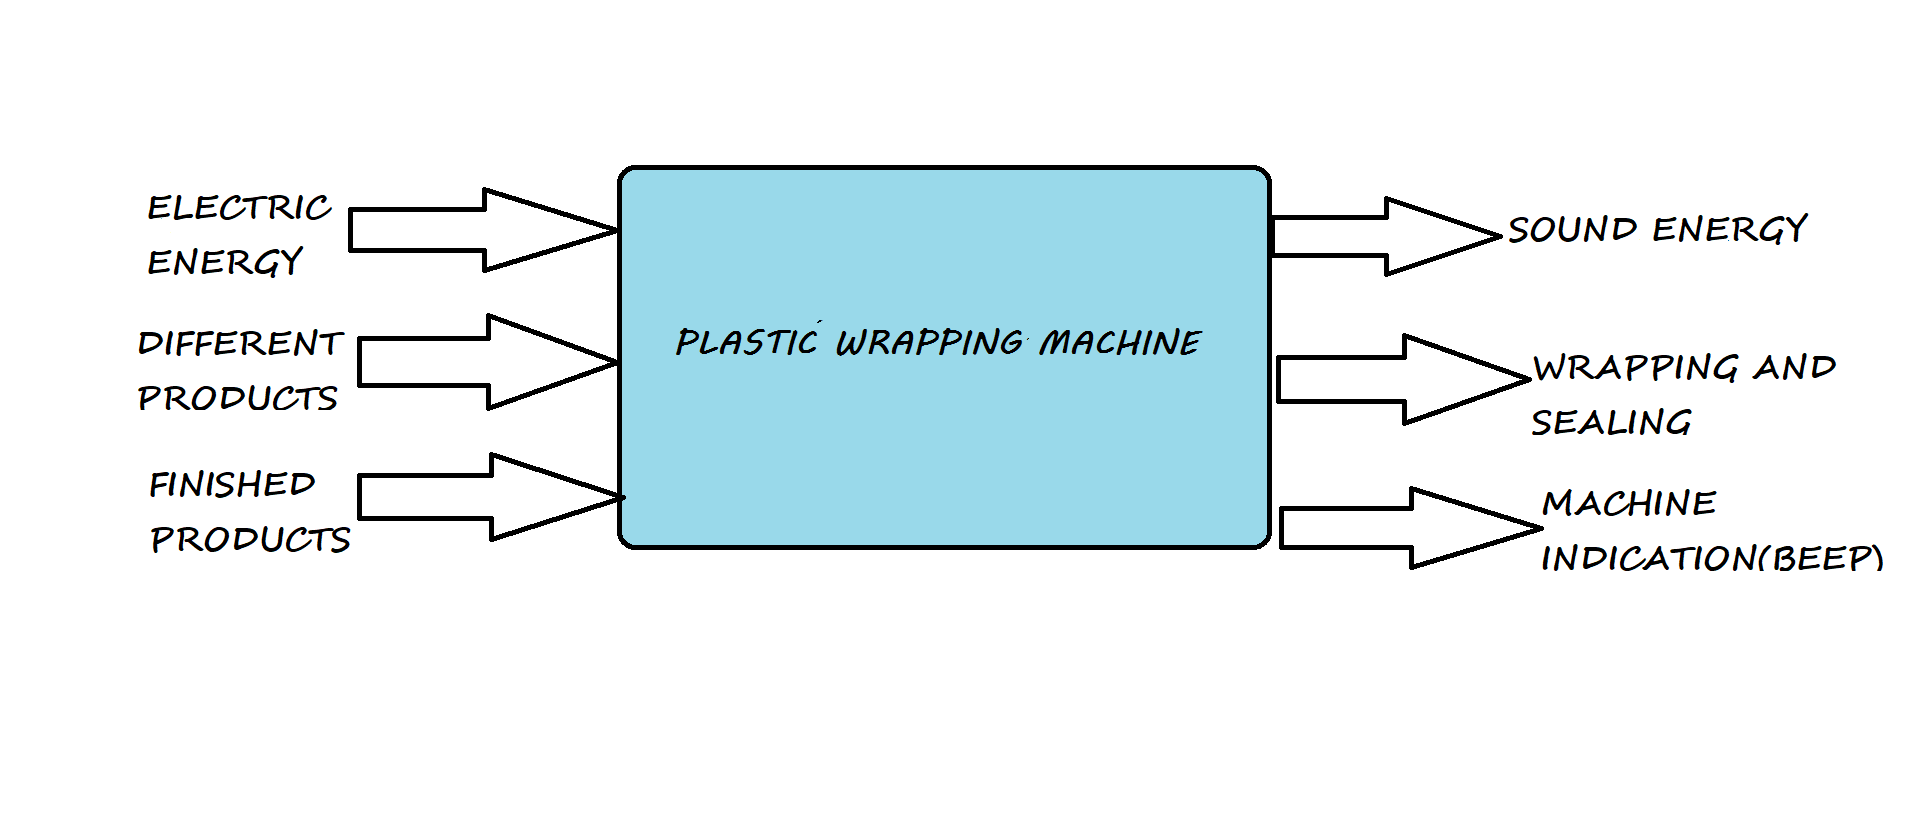 ELECTRIC
ENERGY
DIFFERENT
PRODUCTS
FINISHED
PRODUCTS
PLASTIC WRAPPING MACHINE
SOUND ENERGY
WRAPPING AND
SEALING
MACHINE
INDICATION(BEEP)